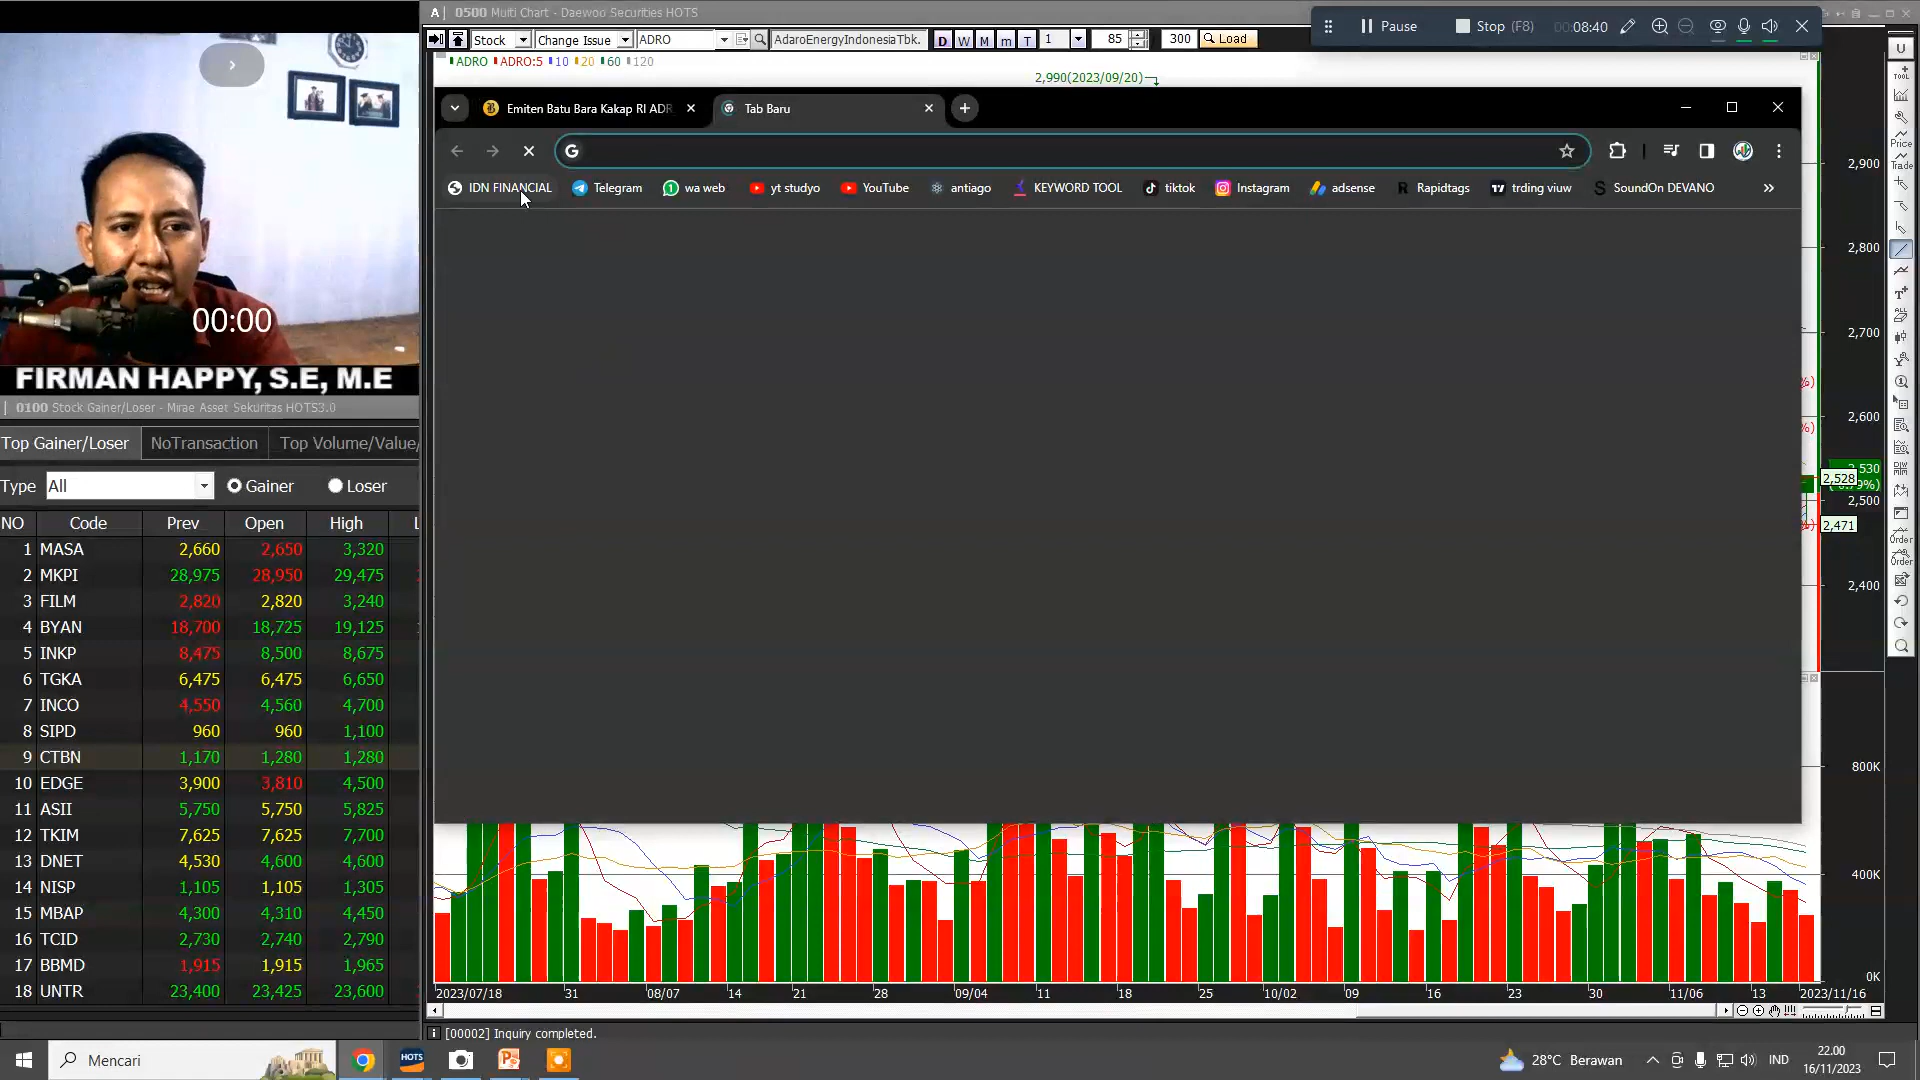 A 0500 Multi Chart - Daewoo Securities HOTS
Pause Stop (F8) 00:08:40
Stock Change Issue ADRO AdaroEnergyIndonesiaTbk. D W M m T 1 85 300 Load
ADRO ADRO:5 10 20 60 120
2,990(2023/09/20)
Emiten Batu Bara Kakap RI ADR
Tab Baru
G
IDN FINANCIAL Telegram wa web yt studyo YouTube antiago KEYWORD TOOL tiktok Instagram adsense Rapidtags trding viuw SoundOn DEVANO
00:00
FIRMAN HAPPY, S.E, M.E
0100 Stock Gainer/Loser - Mirae Asset Sekuritas HOTS3.0
Top Gainer/Loser NoTransaction Top Volume/Value/
Type All Gainer Loser
NO Code Prev Open High L
1 MASA 2,660 2,650 3,320
2 MKPI 28,975 28,950 29,475
3 FILM 2,820 2,820 3,240
4 BYAN 18,700 18,725 19,125
5 INKP 8,475 8,500 8,675
6 TGKA 6,475 6,475 6,650
7 INCO 4,550 4,560 4,700
8 SIPD 960 960 1,100
9 CTBN 1,170 1,280 1,280
10 EDGE 3,900 3,810 4,500
11 ASII 5,750 5,750 5,825
12 TKIM 7,625 7,625 7,700
13 DNET 4,530 4,600 4,600
14 NISP 1,105 1,105 1,305
15 MBAP 4,300 4,310 4,450
16 TCID 2,730 2,740 2,790
17 BBMD 1,915 1,915 1,965
18 UNTR 23,400 23,425 23,600
2,900
2,800
2,700
2,600
2,530
2,528
2,500
2,471
2,400
800K
400K
0K
U
TOOL
Price
Trade
ALL
Order
Order
2023/07/18 31 08/07 14 21 28 09/04 11 18 25 10/02 09 16 23 30 11/06 13 2023/11/16
[00002] Inquiry completed.
Mencari
HOTS
28°C Berawan
IND
22.00
16/11/2023